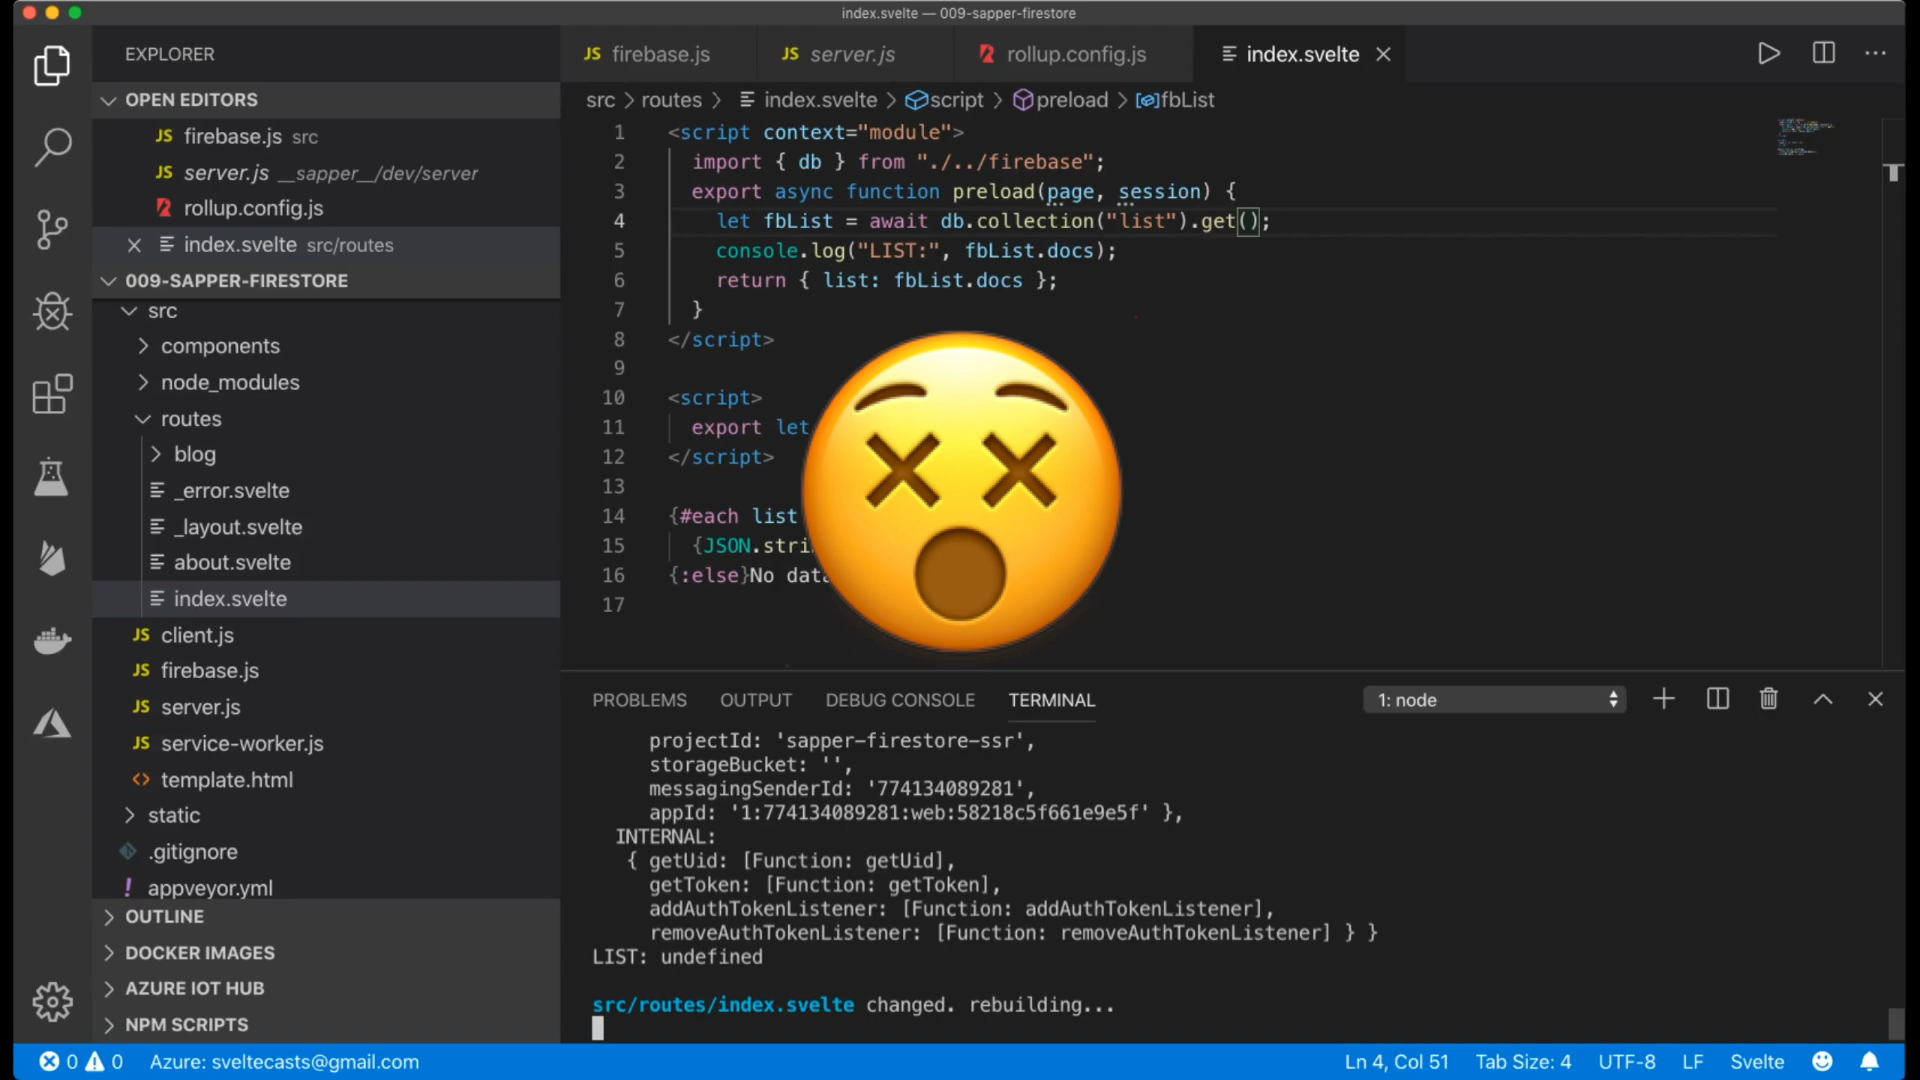 index.svelte — 009-sapper-firestore
EXPLORER
OPEN EDITORS
JS firebase.js src
JS server.js __sapper__/dev/server
rollup.config.js
index.svelte src/routes
009-SAPPER-FIRESTORE
src
components
node_modules
routes
blog
_error.svelte
_layout.svelte
about.svelte
index.svelte
JS client.js
JS firebase.js
JS server.js
JS service-worker.js
<> template.html
static
.gitignore
! appveyor.yml
OUTLINE
DOCKER IMAGES
AZURE IOT HUB
NPM SCRIPTS
JS firebase.js JS server.js rollup.config.js index.svelte
src > routes > index.svelte > script > preload > fbList
1 <script context="module">
2 import { db } from "./../firebase";
3 export async function preload(page, session) {
4 let fbList = await db.collection("list").get();
5 console.log("LIST:", fbList.docs);
6 return { list: fbList.docs };
7 }
8 </script>
9
10 <script>
11 export let
12 </script>
13
14 {#each list
15 {JSON.stri
16 {:else}No data
17
PROBLEMS OUTPUT DEBUG CONSOLE TERMINAL 1: node
projectId: 'sapper-firestore-ssr',
storageBucket: '',
messagingSenderId: '774134089281',
appId: '1:774134089281:web:58218c5f661e9e5f' },
INTERNAL:
{ getUid: [Function: getUid],
getToken: [Function: getToken],
addAuthTokenListener: [Function: addAuthTokenListener],
removeAuthTokenListener: [Function: removeAuthTokenListener] } }
LIST: undefined
src/routes/index.svelte changed. rebuilding...
0 0 Azure: sveltecasts@gmail.com Ln 4, Col 51 Tab Size: 4 UTF-8 LF Svelte